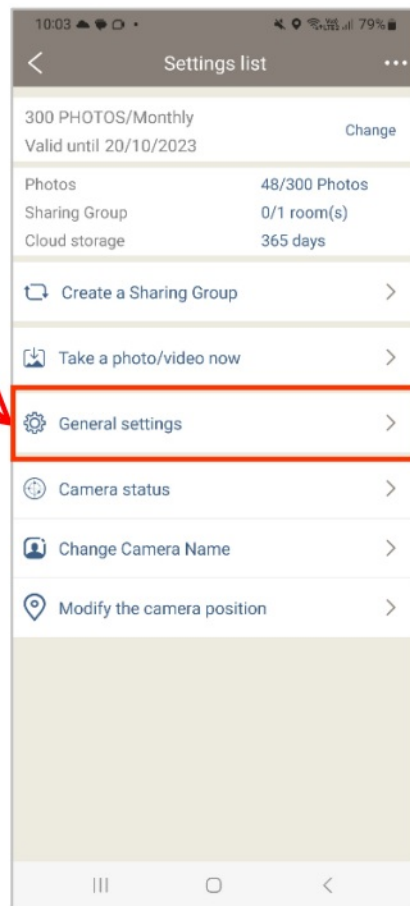 10:03
79%
Settings list
300 PHOTOS/Monthly
Valid until 20/10/2023
Change
Photos 48/300 Photos
Sharing Group 0/1 room(s)
Cloud storage 365 days
Create a Sharing Group
Take a photo/video now
General settings
Camera status
Change Camera Name
Modify the camera position